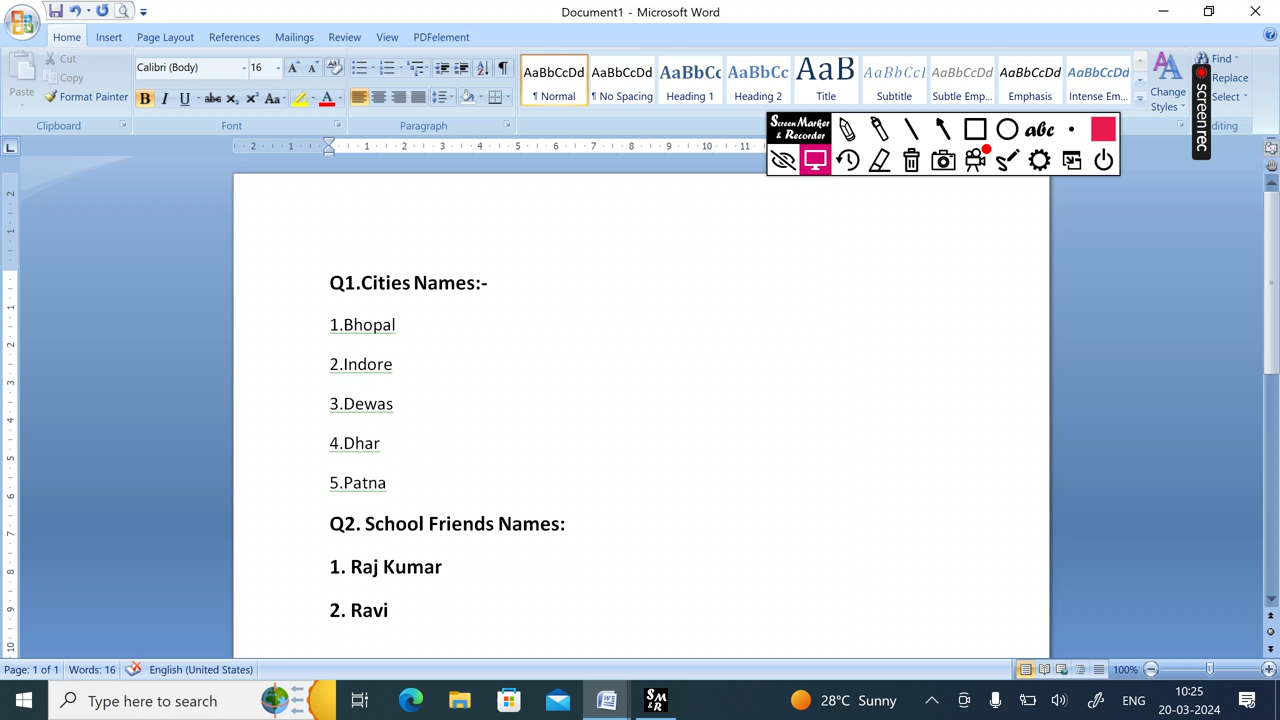 Document1 - Microsoft Word
Home Insert Page Layout References Mailings Review View PDFelement
Paste
Cut
Copy
Format Painter
Clipboard
Calibri (Body) 16
Font
Paragraph
AaBbCcDd AaBbCcDd AaBbCc AaBbCc AaB AaBbCcl AaBbCcDd AaBbCcDd AaBbCcDd
¶ Normal ¶ No Spacing Heading 1 Heading 2 Title Subtitle Subtle Emp... Emphasis Intense Em...
Change Styles
Find
Replace
Select
Screen Marker & Recorder
abc
screenrec
Q1.Cities Names:-
1.Bhopal
2.Indore
3.Dewas
4.Dhar
5.Patna
Q2. School Friends Names:
1. Raj Kumar
2. Ravi
Page: 1 of 1 Words: 16 English (United States) 100%
Type here to search
SM&R
28°C Sunny
ENG
10:25
20-03-2024